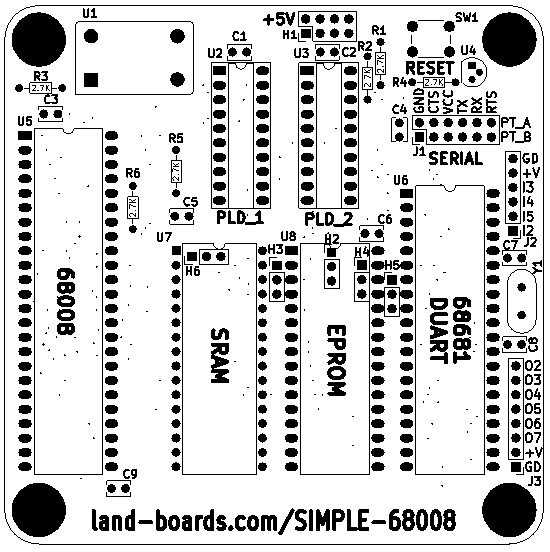 U1
C1
+5V
H1
R1
SW1
U2
U3
C2
R2
2.7K
2.7K
U4
RESET
R3
2.7K
R4
2.7K
C3
U5
C4
GND
CTS
VCC
TX
RX
RTS
PT_A
PT_B
J1
SERIAL
R5
2.7K
R6
2.7K
C5
PLD_1
PLD_2
U6
GD
+V
I3
I4
I5
I2
J2
C6
U7
H6
H3
U8
H2
H4
H5
C7
Y1
68008
SRAM
EPROM
68681
DUART
C8
O2
O3
O4
O5
O6
O7
+V
GD
J3
C9
land-boards.com/SIMPLE-68008